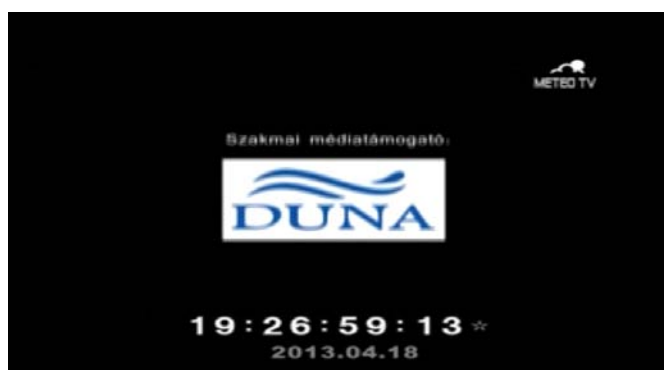 METEO TV
Szakmai médiatámogató:
DUNA
19:26:59:13
2013.04.18